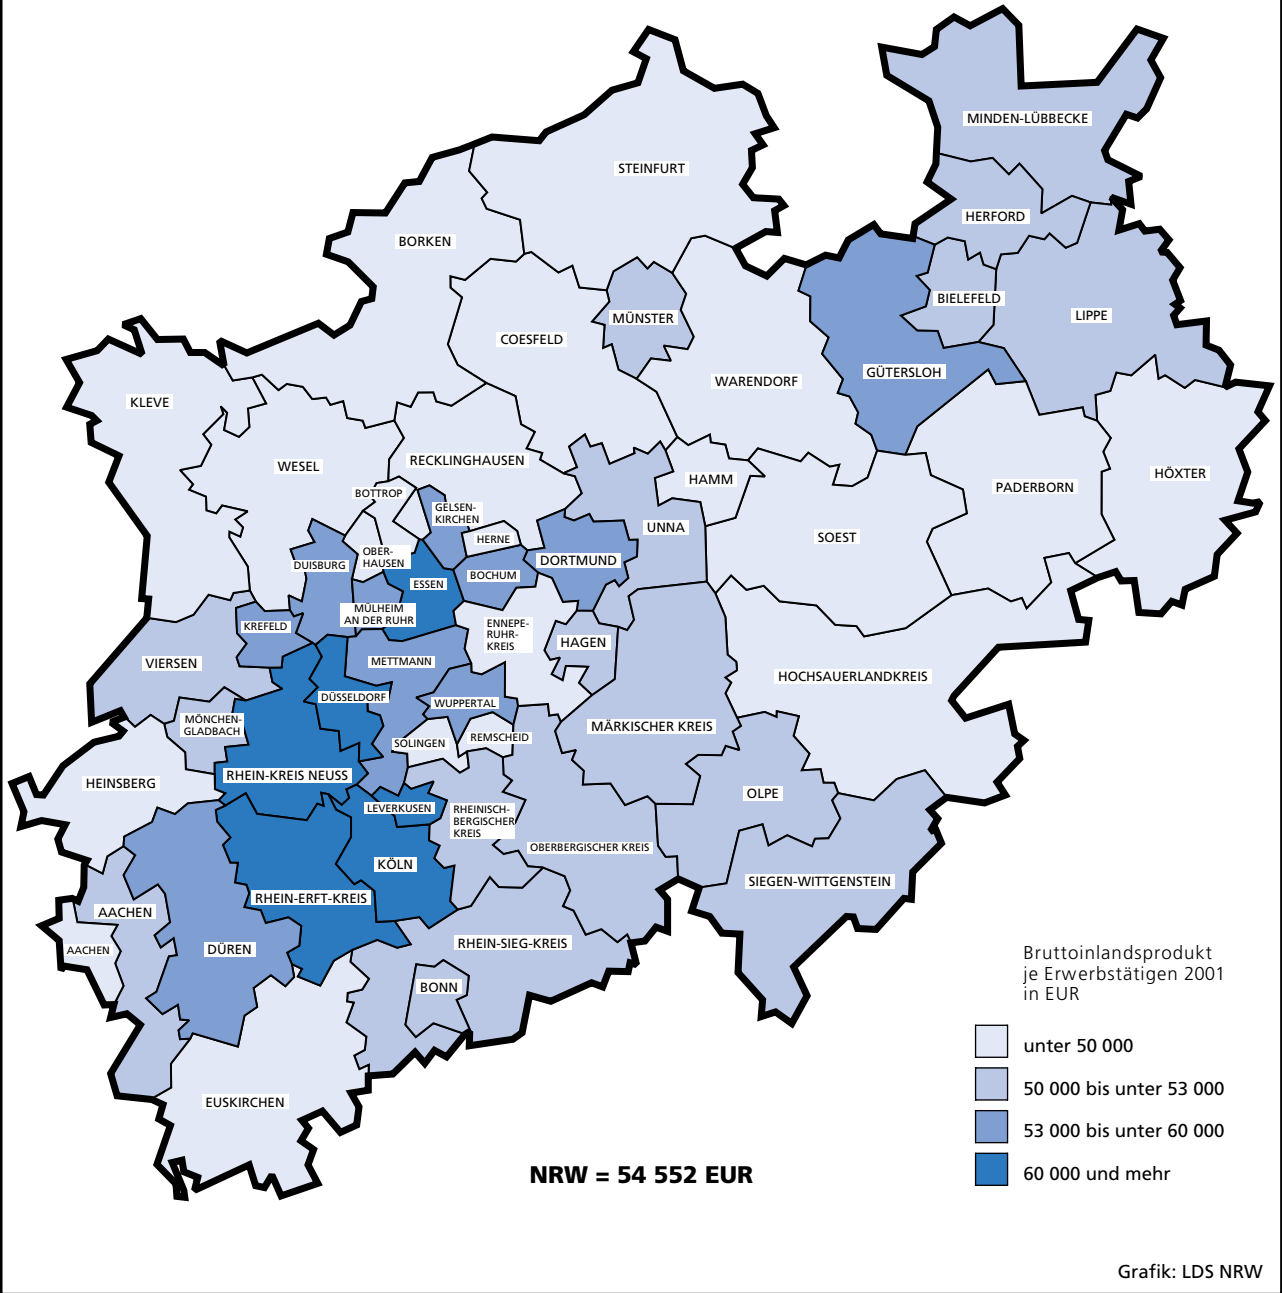 MINDEN-LÜBBECKE
STEINFURT
HERFORD
BORKEN
BIELEFELD
LIPPE
MÜNSTER
COESFELD
GÜTERSLOH
WARENDORF
KLEVE
RECKLINGHAUSEN
WESEL
HAMM
HÖXTER
PADERBORN
BOTTROP
GELSEN-
KIRCHEN
UNNA
SOEST
HERNE
OBER-
HAUSEN
DORTMUND
DUISBURG
BOCHUM
ESSEN
MÜLHEIM
AN DER RUHR
KREFELD
ENNEPE-
RUHR-
KREIS
HAGEN
VIERSEN
METTMANN
HOCHSAUERLANDKREIS
DÜSSELDORF
WUPPERTAL
MÖNCHEN-
GLADBACH
MÄRKISCHER KREIS
SOLINGEN
REMSCHEID
HEINSBERG
RHEIN-KREIS NEUSS
OLPE
LEVERKUSEN
RHEINISCH-
BERGISCHER
KREIS
OBERBERGISCHER KREIS
KÖLN
SIEGEN-WITTGENSTEIN
RHEIN-ERFT-KREIS
AACHEN
AACHEN
DÜREN
RHEIN-SIEG-KREIS
BONN
EUSKIRCHEN
Bruttoinlandsprodukt
je Erwerbstätigen 2001
in EUR
unter 50 000
50 000 bis unter 53 000
53 000 bis unter 60 000
60 000 und mehr
NRW = 54 552 EUR
Grafik: LDS NRW